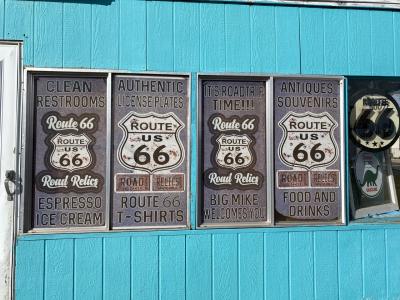 CLEAN
RESTROOMS
Route 66
ROUTE
US
66
Road Relics
ESPRESSO
ICE CREAM
AUTHENTIC
LICENSE PLATES
ROUTE
US
66
ROAD RELICS
ROUTE 66
T-SHIRTS
IT'S ROADTRIP
TIME!!!
Route 66
ROUTE
US
66
Road Relics
BIG MIKE
WELCOMES YOU
ANTIQUES
SOUVENIRS
ROUTE
US
66
ROAD RELICS
FOOD AND
DRINKS
ROUTE
66